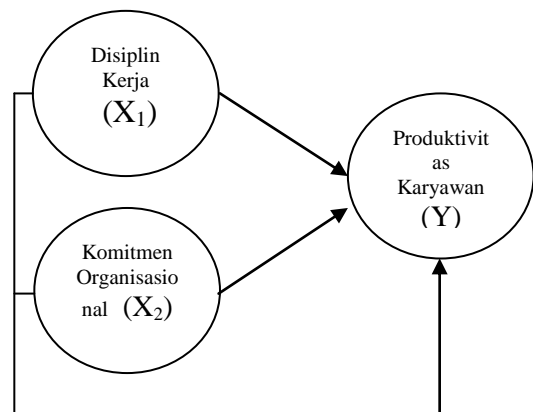 Disiplin
Kerja
(X₁)
Produktivit
as
Karyawan
(Y)
Komitmen
Organisasio
nal (X₂)